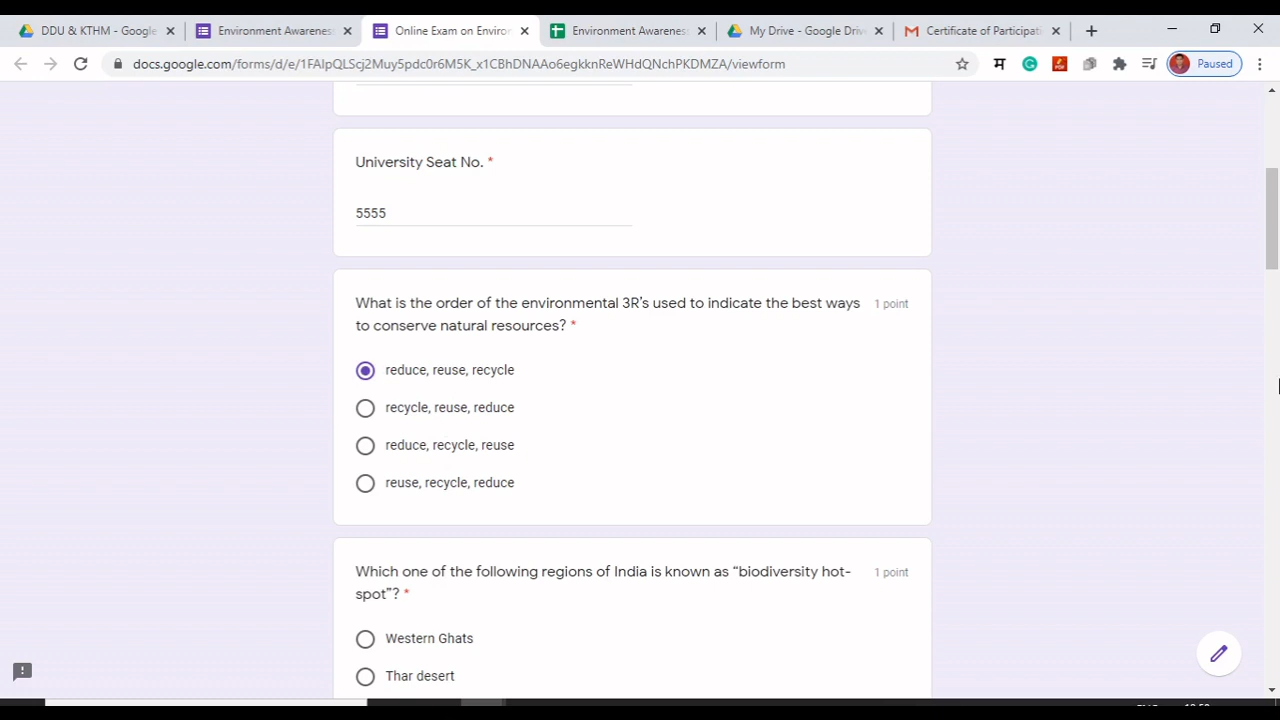 DDU & KTHM - Google
Environment Awarenes
Online Exam on Enviro
Environment Awareness
My Drive - Google Driv
Certificate of Participati
docs.google.com/forms/d/e/1FAIpQLScj2Muy5pdc0r6M5K_X1CBhDNAAo6egkknReWHdQNchPKDMZA/viewform
म
Paused
University Seat No. *
5555
What is the order of the environmental 3R’s used to indicate the best ways
1 point
to conserve natural resources? *
reduce, reuse, recycle
recycle, reuse, reduce
reduce, recycle, reuse
reuse, recycle, reduce
Which one of the following regions of India is known as “biodiversity hot-
1 point
spot”? *
Western Ghats
Thar desert